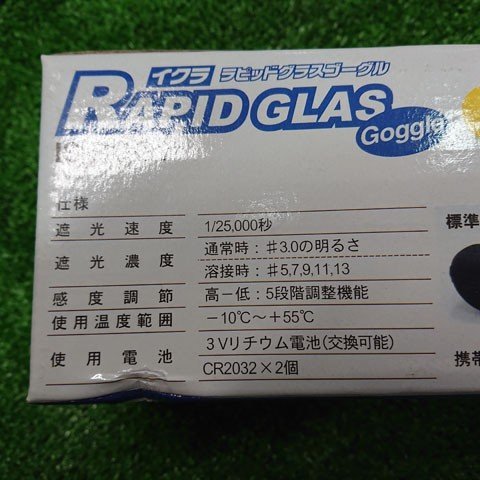 イクラ ラピッドグラスゴーグル
RAPID GLAS
Goggle
仕様
遮光速度 1/25,000秒
遮光濃度 通常時：♯3.0の明るさ
溶接時：♯5,7,9,11,13
感度調節 高ー低：5段階調整機能
使用温度範囲 －10℃～＋55℃
使用電池 3Vリチウム電池(交換可能)
CR2032×2個
標準
携帯